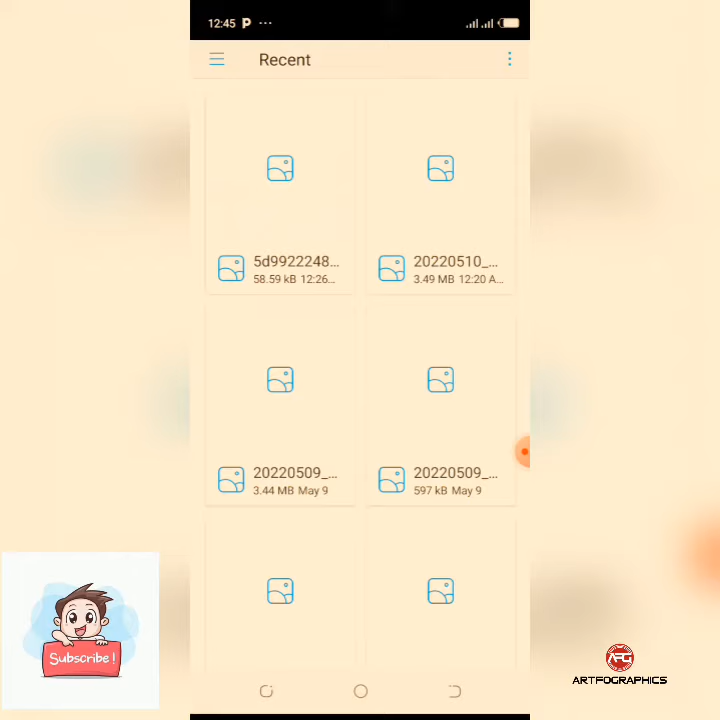 12:45 P ...
Recent
5d9922248...
58.59 kB 12:26...
20220510_...
3.49 MB 12:20 A...
20220509_...
3.44 MB May 9
20220509_...
597 kB May 9
Subscribe !
AFG
ARTFOGRAPHICS